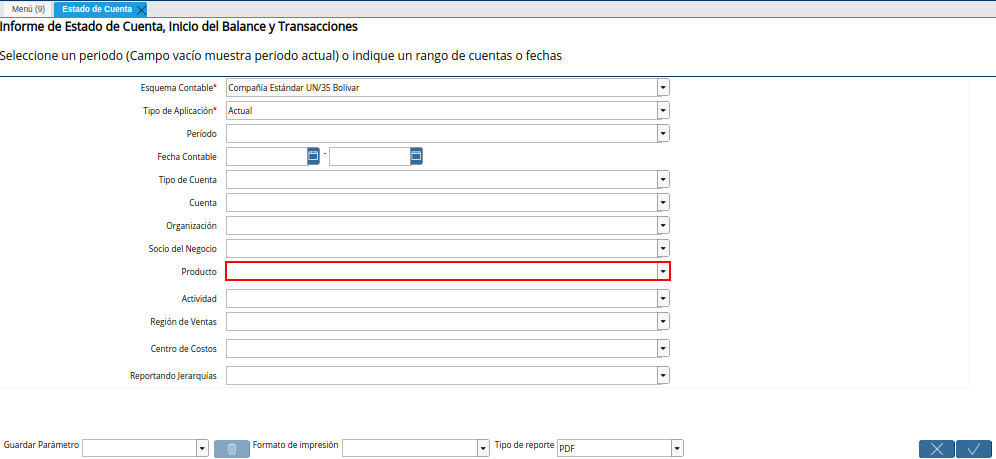 Menú (9) Estado de Cuenta
Informe de Estado de Cuenta, Inicio del Balance y Transacciones
Seleccione un periodo (Campo vacío muestra periodo actual) o indique un rango de cuentas o fechas
Esquema Contable* Compañía Estándar UN/35 Bolivar
Tipo de Aplicación* Actual
Período
Fecha Contable -
Tipo de Cuenta
Cuenta
Organización
Socio del Negocio
Producto
Actividad
Región de Ventas
Centro de Costos
Reportando Jerarquías
Guardar Parámetro Formato de impresión Tipo de reporte PDF